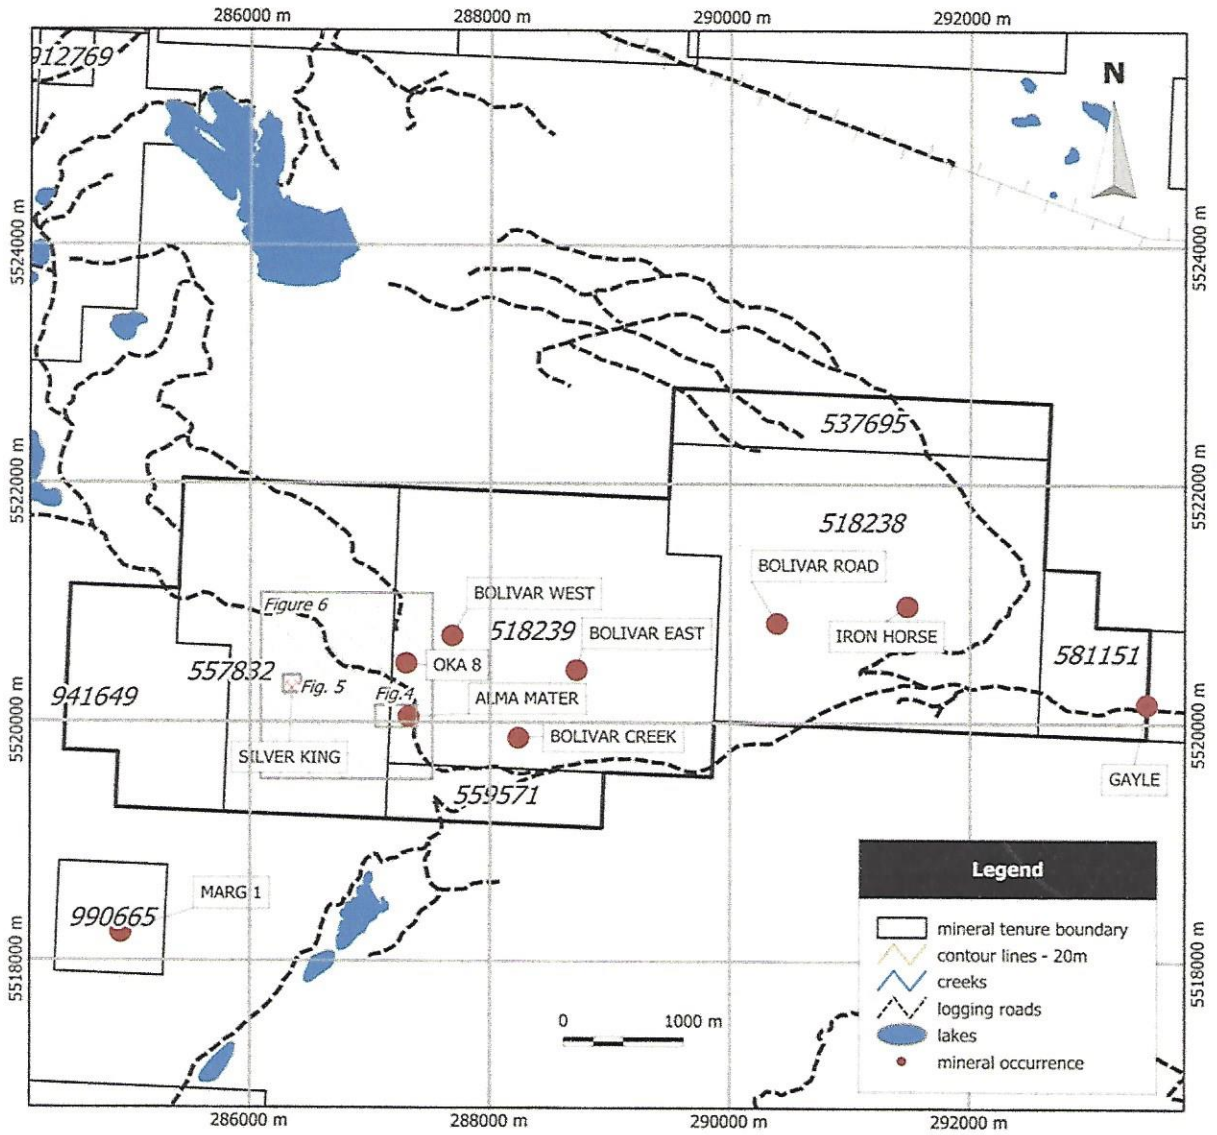 286000 m
288000 m
290000 m
292000 m
912769
N
5524000 m
5524000 m
537695
5522000 m
5522000 m
518238
BOLIVAR ROAD
BOLIVAR WEST
Figure 6
518239
BOLIVAR EAST
IRON HORSE
OKA 8
581151
557832
Fig. 5
941649
Fig.4
ALMA MATER
5520000 m
5520000 m
BOLIVAR CREEK
SILVER KING
GAYLE
559571
Legend
MARG 1
990665
mineral tenure boundary
contour lines - 20m
creeks
logging roads
lakes
mineral occurrence
5518000 m
5518000 m
0 1000 m
286000 m
288000 m
290000 m
292000 m